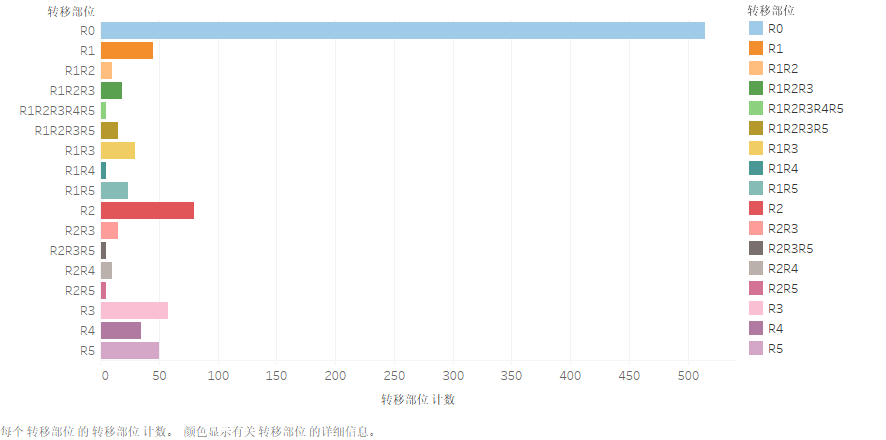 转移部位
R0
R1
R1R2
R1R2R3
R1R2R3R4R5
R1R2R3R5
R1R3
R1R4
R1R5
R2
R2R3
R2R3R5
R2R4
R2R5
R3
R4
R5
0 50 100 150 200 250 300 350 400 450 500
转移部位 计数
转移部位
R0
R1
R1R2
R1R2R3
R1R2R3R4R5
R1R2R3R5
R1R3
R1R4
R1R5
R2
R2R3
R2R3R5
R2R4
R2R5
R3
R4
R5
每个 转移部位 的 转移部位 计数。 颜色显示有关 转移部位 的详细信息。